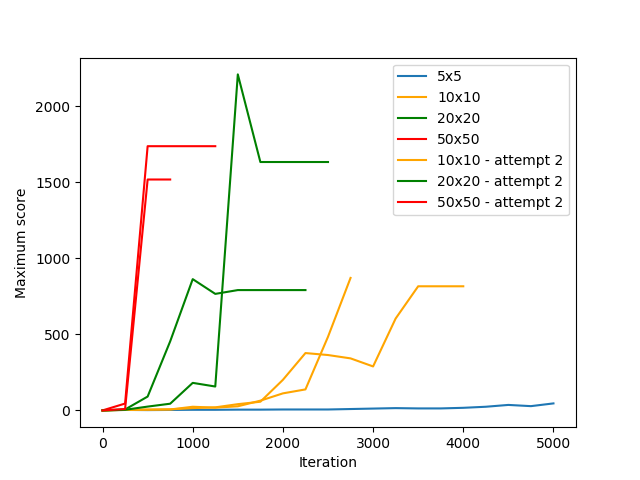 5x5
10x10
20x20
50x50
10x10 - attempt 2
20x20 - attempt 2
50x50 - attempt 2
Maximum score
2000
1500
1000
500
0
0 1000 2000 3000 4000 5000
Iteration